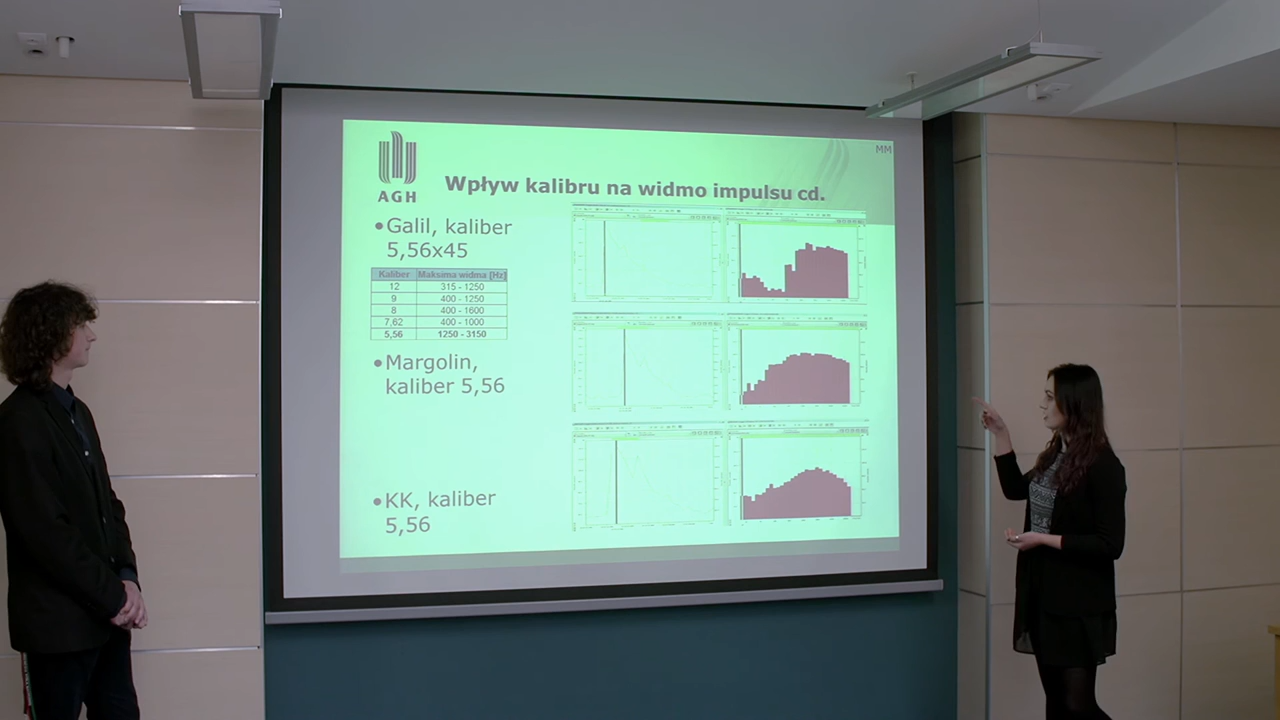 MM
AGH
Wpływ kalibru na widmo impulsu cd.
•Galil, kaliber
5,56x45
Kaliber Maksima widma [Hz]
12 315 - 1250
9 400 - 1250
8 400 - 1600
7,62 400 - 1000
5,56 1250 - 3150
•Margolin,
kaliber 5,56
•KK, kaliber
5,56